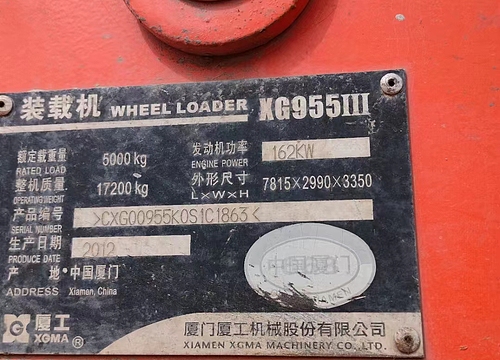 装载机 WHEEL LOADER XG955III
额定载重量 5000 kg 发动机功率 162KW
RATED LOAD ENGINE POWER
整机质量 17200 kg 外形尺寸 7815×2990×3350
OPERATING WEIGHT L×W×H
产品编号 >CXG00955K0S1C1863<
SERIAL NUMBER
生产日期 2012
PRODUCE DATE
产 地·中国厦门
ADDRESS Xiamen, China
厦工 厦门厦工机械股份有限公司
XGMA® XIAMEN XGMA MACHINERY CO.,LTD.